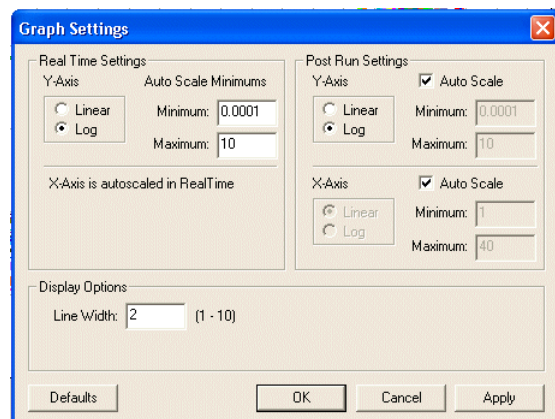 Graph Settings
Real Time Settings
Y-Axis
Auto Scale Minimums
Linear
Log
Minimum: 0.0001
Maximum: 10
X-Axis is autoscaled in RealTime
Post Run Settings
Y-Axis
Auto Scale
Linear
Log
Minimum: 0.0001
Maximum: 10
X-Axis
Auto Scale
Linear
Log
Minimum: 1
Maximum: 40
Display Options
Line Width: 2 (1 - 10)
Defaults
OK
Cancel
Apply